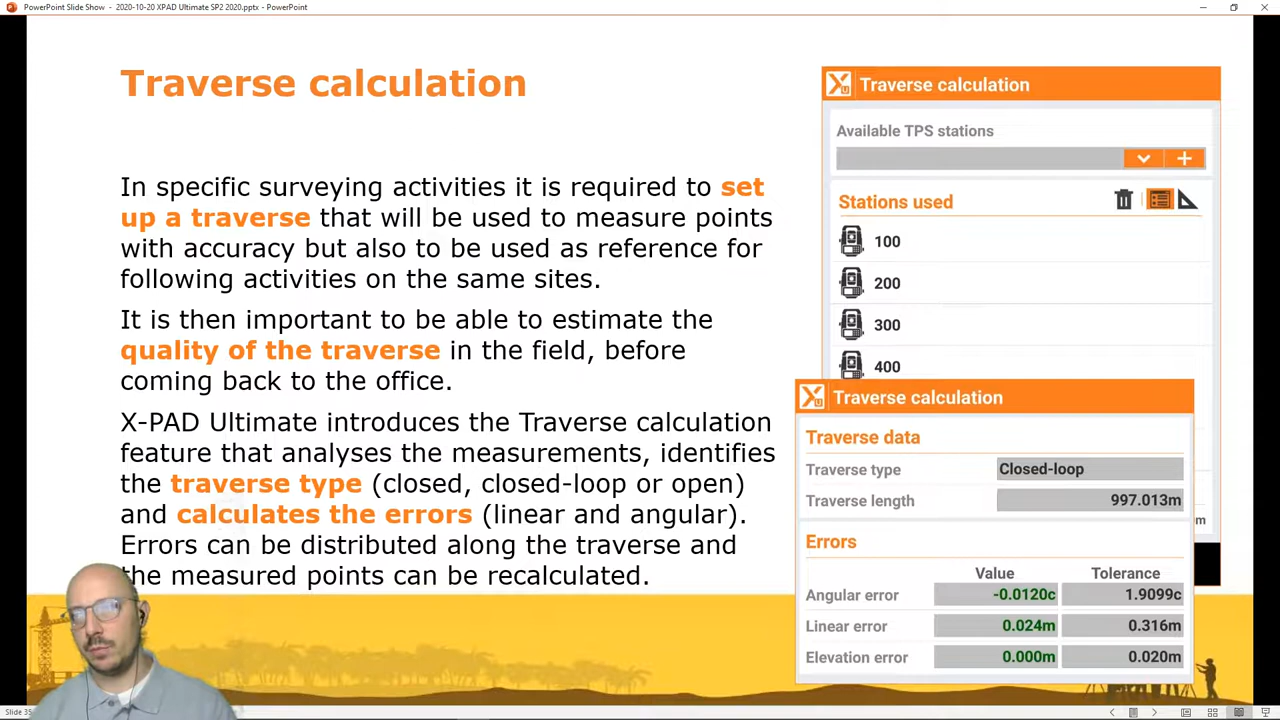 PowerPoint Slide Show - 2020-10-20 XPAD Ultimate SP2 2020.pptx - PowerPoint
Traverse calculation
In specific surveying activities it is required to set
up a traverse that will be used to measure points
with accuracy but also to be used as reference for
following activities on the same sites.
It is then important to be able to estimate the
quality of the traverse in the field, before
coming back to the office.
X-PAD Ultimate introduces the Traverse calculation
feature that analyses the measurements, identifies
the traverse type (closed, closed-loop or open)
and calculates the errors (linear and angular).
Errors can be distributed along the traverse and
the measured points can be recalculated.
Traverse calculation
Available TPS stations
Stations used
100
200
300
400
m
Traverse calculation
Traverse data
Traverse type Closed-loop
Traverse length 997.013m
Errors
Value Tolerance
Angular error -0.0120c 1.9099c
Linear error 0.024m 0.316m
Elevation error 0.000m 0.020m